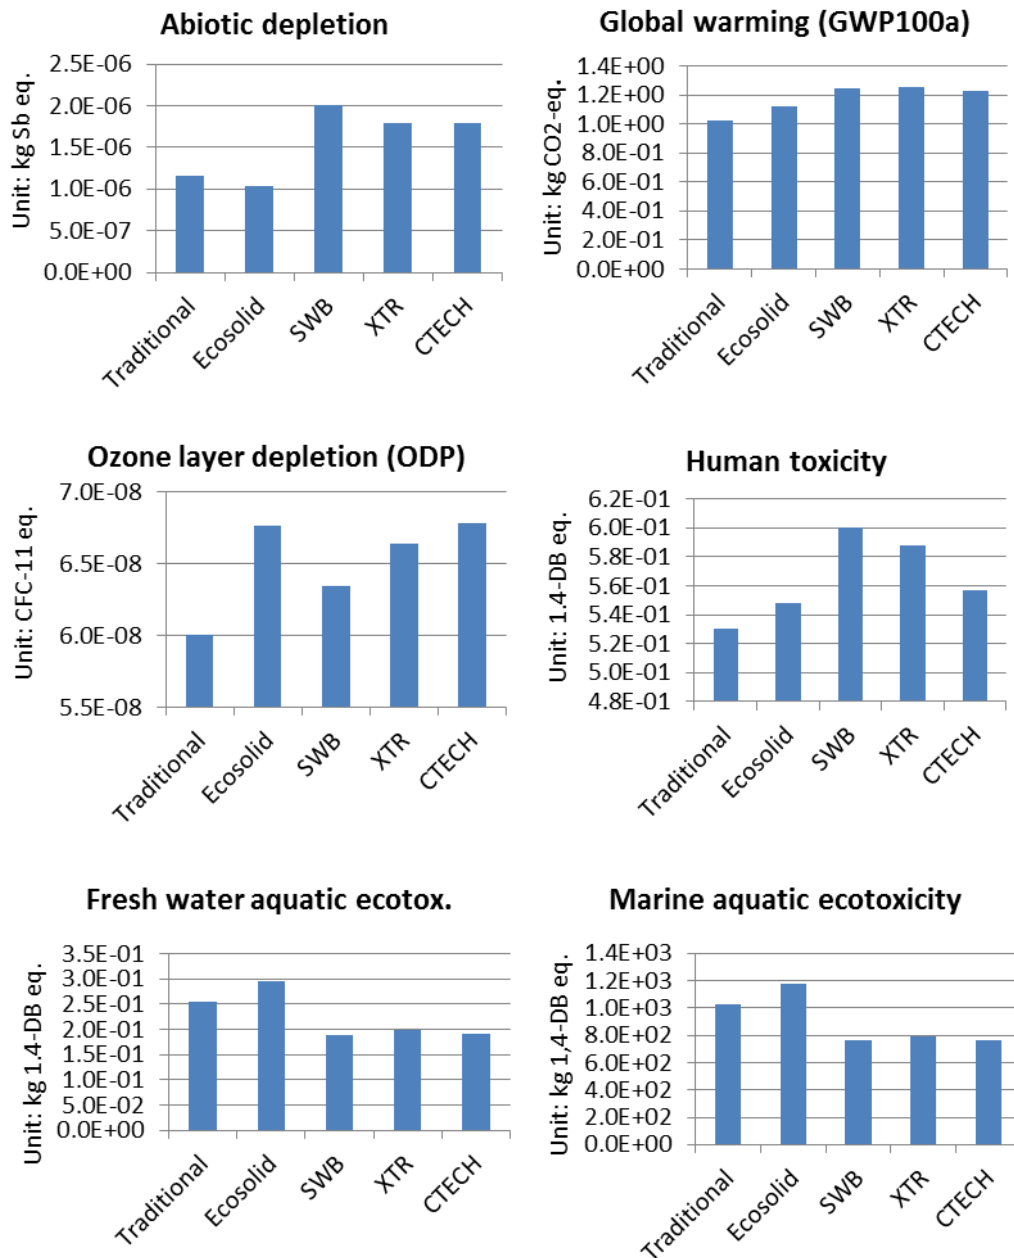 Abiotic depletion
Unit: kg Sb eq.
2.5E-06
2.0E-06
1.5E-06
1.0E-06
5.0E-07
0.0E+00
Traditional
Ecosolid
SWB
XTR
CTECH
Global warming (GWP100a)
Unit: kg CO2-eq.
1.4E+00
1.2E+00
1.0E+00
8.0E-01
6.0E-01
4.0E-01
2.0E-01
0.0E+00
Traditional
Ecosolid
SWB
XTR
CTECH
Ozone layer depletion (ODP)
Unit: CFC-11 eq.
7.0E-08
6.5E-08
6.0E-08
5.5E-08
Traditional
Ecosolid
SWB
XTR
CTECH
Human toxicity
Unit: 1.4-DB eq.
6.2E-01
6.0E-01
5.8E-01
5.6E-01
5.4E-01
5.2E-01
5.0E-01
4.8E-01
Traditional
Ecosolid
SWB
XTR
CTECH
Fresh water aquatic ecotox.
Unit: kg 1.4-DB eq.
3.5E-01
3.0E-01
2.5E-01
2.0E-01
1.5E-01
1.0E-01
5.0E-02
0.0E+00
Traditional
Ecosolid
SWB
XTR
CTECH
Marine aquatic ecotoxicity
Unit: kg 1,4-DB eq.
1.4E+03
1.2E+03
1.0E+03
8.0E+02
6.0E+02
4.0E+02
2.0E+02
0.0E+00
Traditional
Ecosolid
SWB
XTR
CTECH